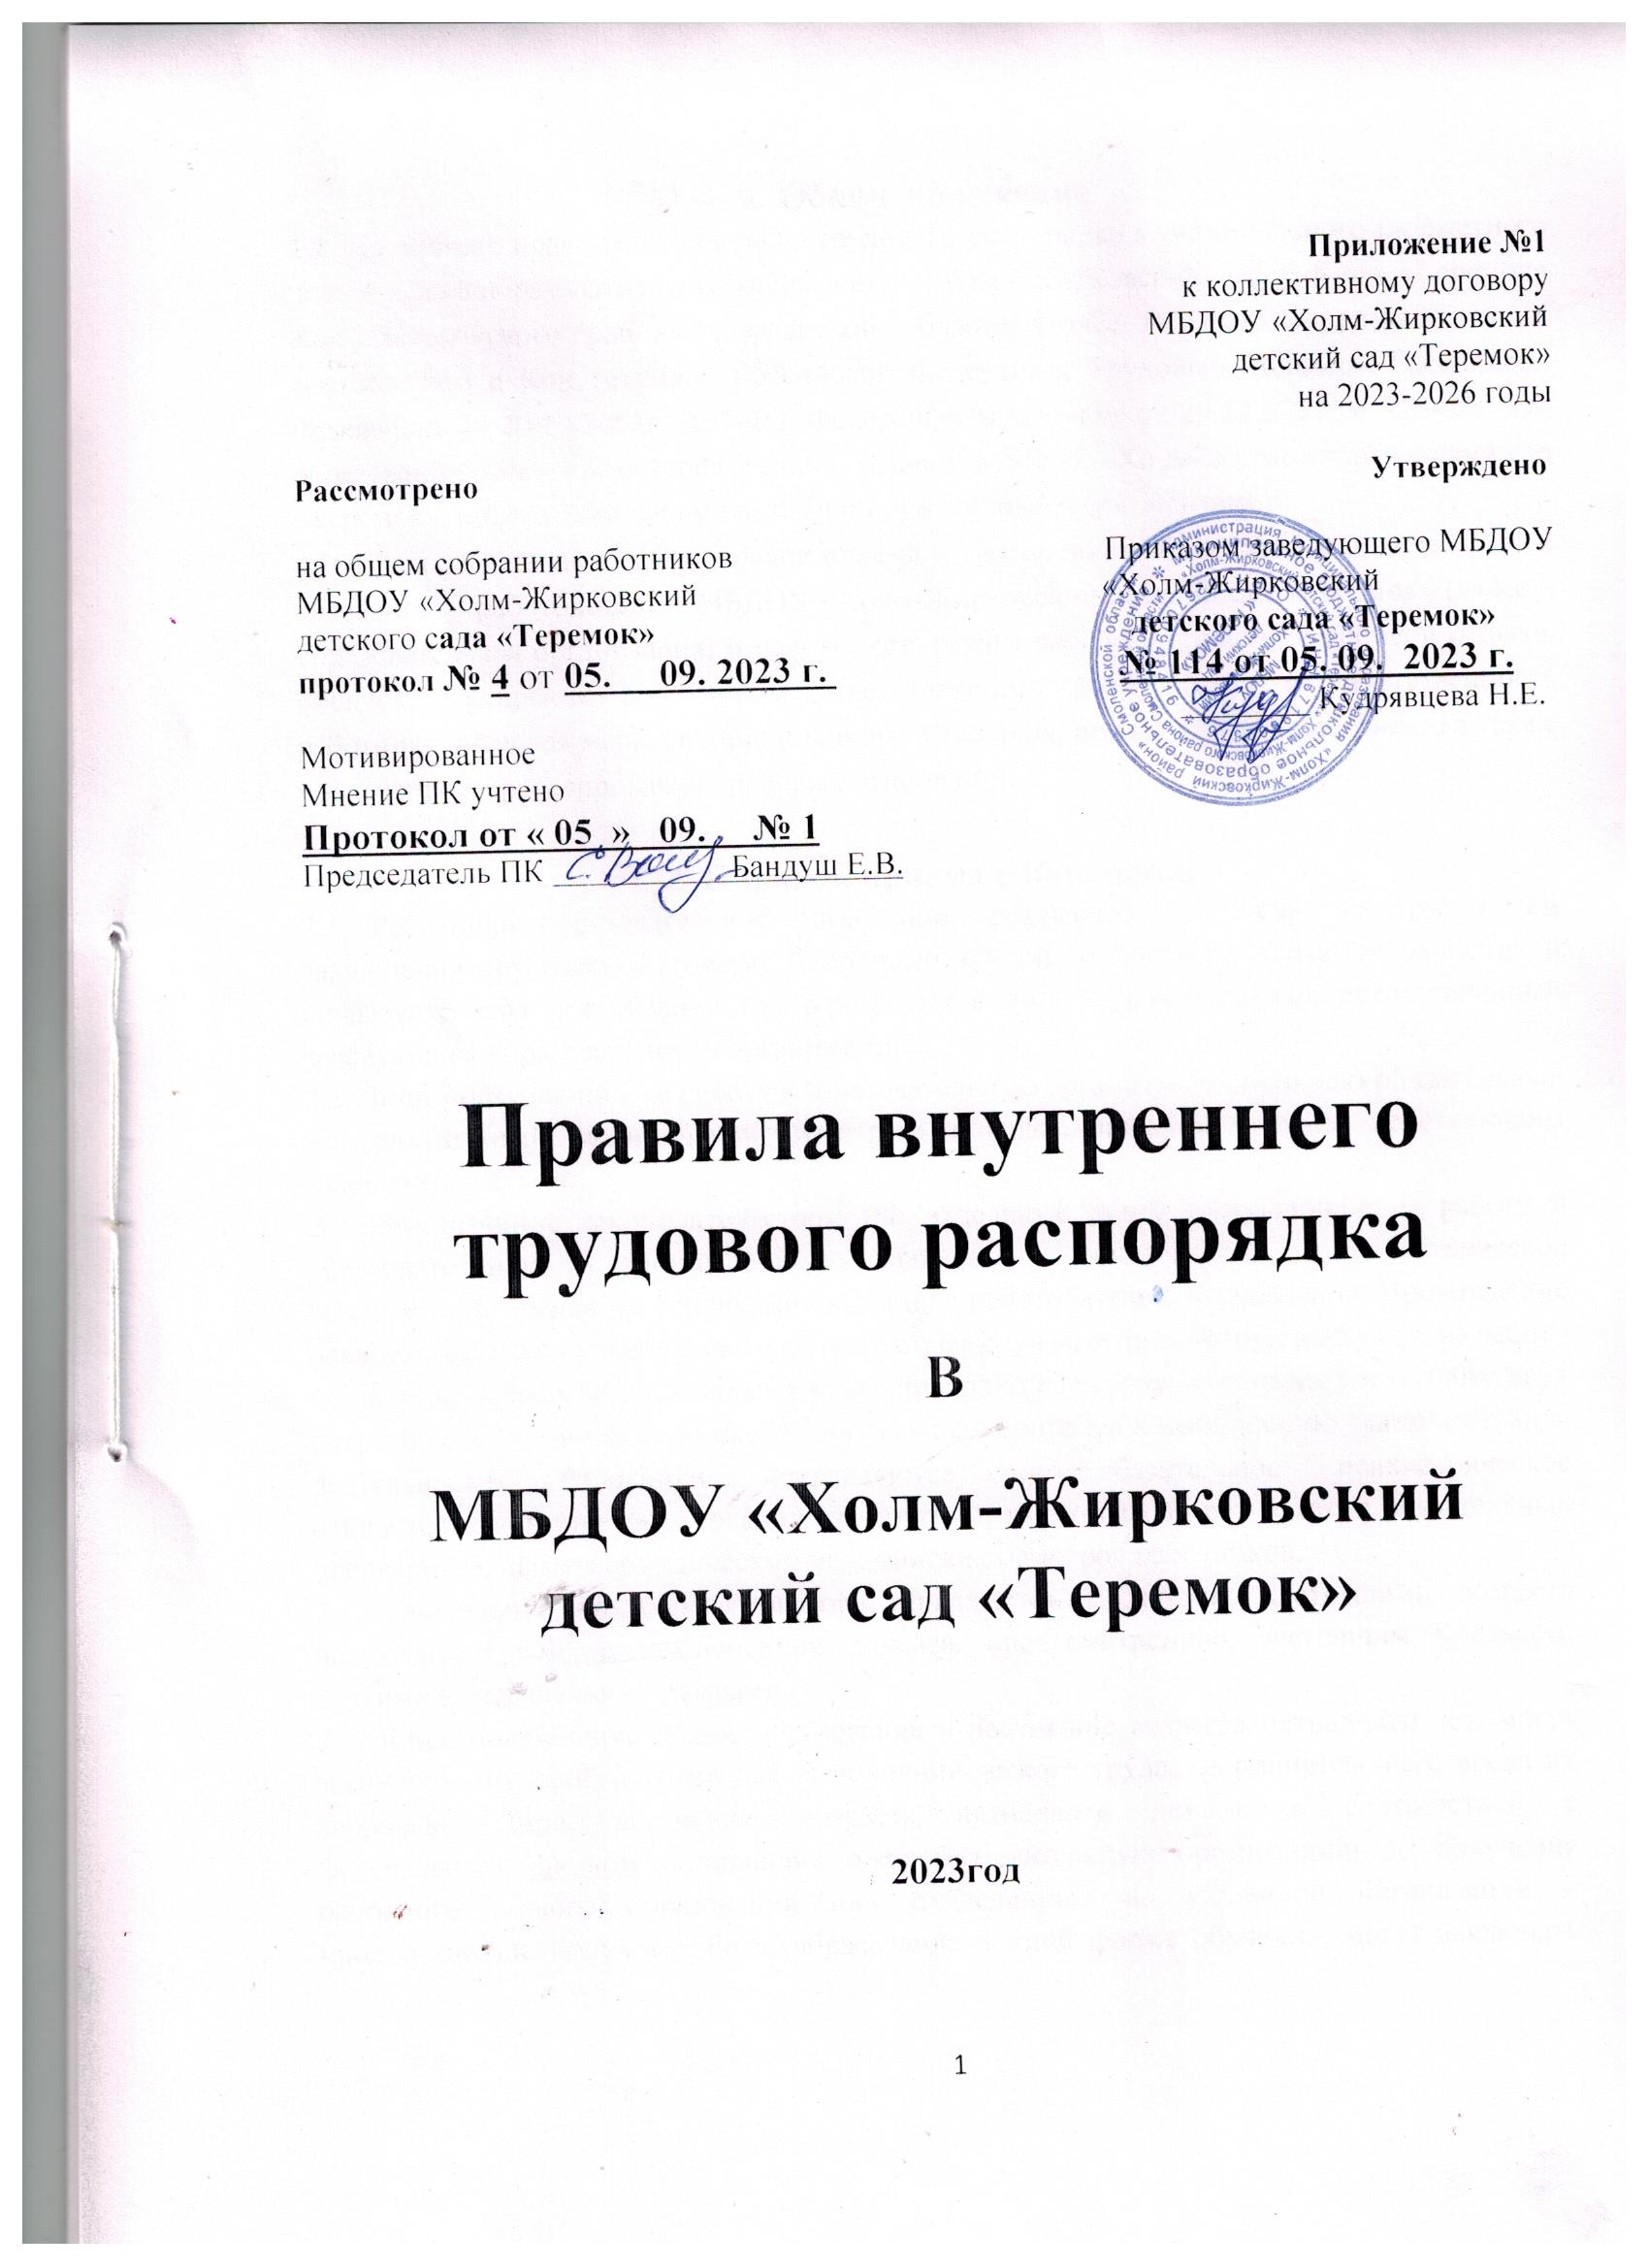 Приложение №1
к коллективному договору
МБДОУ «Холм-Жирковский
детский сад «Теремок»
на 2023-2026 годы
Рассмотрено
на общем собрании работников
МБДОУ «Холм-Жирковский
детского сада «Теремок»
протокол № 4 от 05. 09. 2023 г.
Мотивированное
Мнение ПК учтено
Протокол от « 05 » 09. № 1
Председатель ПК Бандуш Е.В.
Утверждено
Приказом заведующего МБДОУ
«Холм-Жирковский
детского сада «Теремок»
№ 114 от 05. 09. 2023 г.
Кудрявцева Н.Е.
Правила внутреннего
трудового распорядка
в
МБДОУ «Холм-Жирковский
детский сад «Теремок»
2023год
1